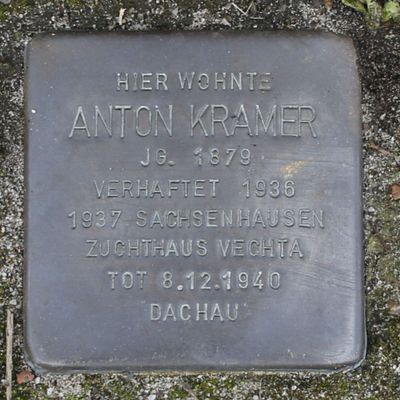 HIER WOHNTE
ANTON KRAMER
JG. 1879
VERHAFTET 1936
1937 SACHSENHAUSEN
ZUCHTHAUS VECHTA
TOT 8.12.1940
DACHAU